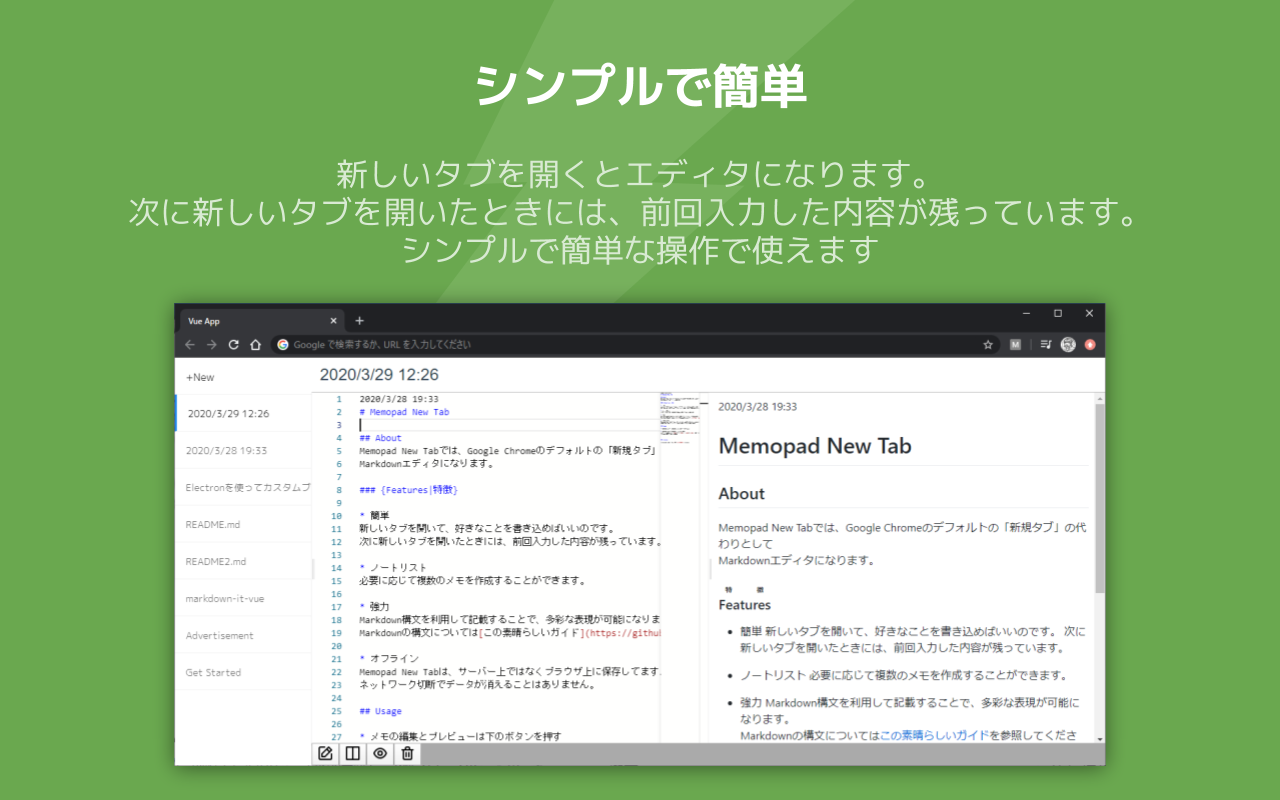 シンプルで簡単
新しいタブを開くとエディタになります。
次に新しいタブを開いたときには、前回入力した内容が残っています。
シンプルで簡単な操作で使えます
Vue App
Google で検索するか、URL を入力してください
M
+New
2020/3/29 12:26
2020/3/28 19:33
Electronを使ってカスタムブ
README.md
README2.md
markdown-it-vue
Advertisement
Get Started
2020/3/29 12:26
1 2020/3/28 19:33
2 # Memopad New Tab
3
4 ## About
5 Memopad New Tabでは、Google Chromeのデフォルトの「新規タブ」
6 Markdownエディタになります。
7
8 ### {Features|特徴}
9
10 * 簡単
11 新しいタブを開いて、好きなことを書き込めばいいのです。
12 次に新しいタブを開いたときには、前回入力した内容が残っています。
13
14 * ノートリスト
15 必要に応じて複数のメモを作成することができます。
16
17 * 強力
18 Markdown構文を利用して記載することで、多彩な表現が可能になりま
19 Markdownの構文については[この素晴らしいガイド](https://githu
20
21 * オフライン
22 Memopad New Tabは、サーバー上ではなくブラウザ上に保存してます
23 ネットワーク切断でデータが消えることはありません。
24
25 ## Usage
26
27 * メモの編集とプレビューは下のボタンを押す
2020/3/28 19:33
Memopad New Tab
About
Memopad New Tabでは、Google Chromeのデフォルトの「新規タブ」の代
わりとして
Markdownエディタになります。
特 徴
Features
• 簡単 新しいタブを開いて、好きなことを書き込めばいいのです。 次に
新しいタブを開いたときには、前回入力した内容が残っています。
• ノートリスト 必要に応じて複数のメモを作成することができます。
• 強力 Markdown構文を利用して記載することで、多彩な表現が可能に
なります。
Markdownの構文についてはこの素晴らしいガイドを参照してくださ